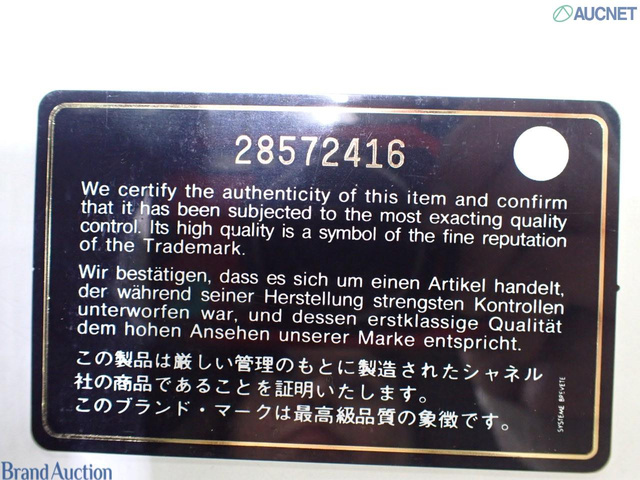 AUCNET
28572416
We certify the authenticity of this item and confirm
that it has been subjected to the most exacting quality
control. Its high quality is a symbol of the fine reputation
of the Trademark.
Wir bestätigen, dass es sich um einen Artikel handelt,
der während seiner Herstellung strengsten Kontrollen
unterworfen war, und dessen erstklassige Qualität
dem hohen Ansehen unserer Marke entspricht.
この製品は厳しい管理のもとに製造されたシャネル
社の商品であることを証明いたします。
このブランド・マークは最高級品質の象徴です。
SYSTEME BREVETE
Brand Auction